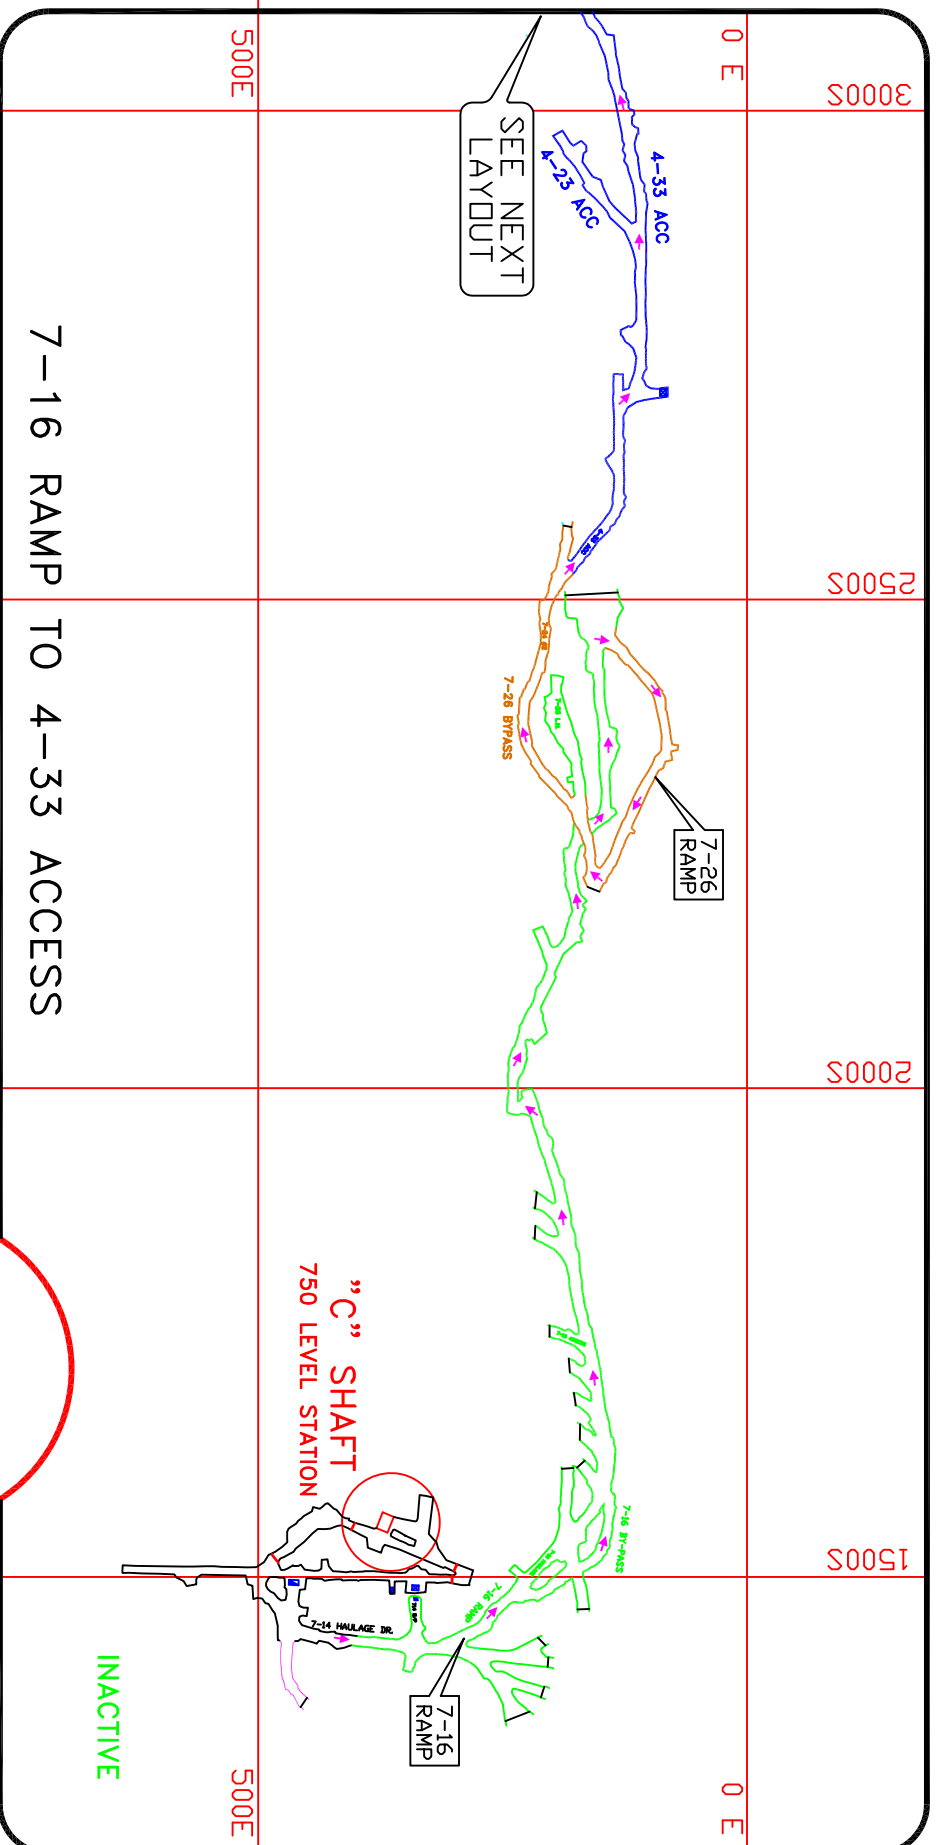 500E
0 E
3000S
SEE NEXT
LAYOUT
4-33 ACC
4-23 ACC
2500S
7-26 BYPASS
7-26
RAMP
7-16 RAMP TO 4-33 ACCESS
2000S
"C" SHAFT
750 LEVEL STATION
7-16 BY-PASS
1500S
7-16 RAMP
7-14 HAULAGE DR.
7-16
RAMP
INACTIVE
500E
0 E